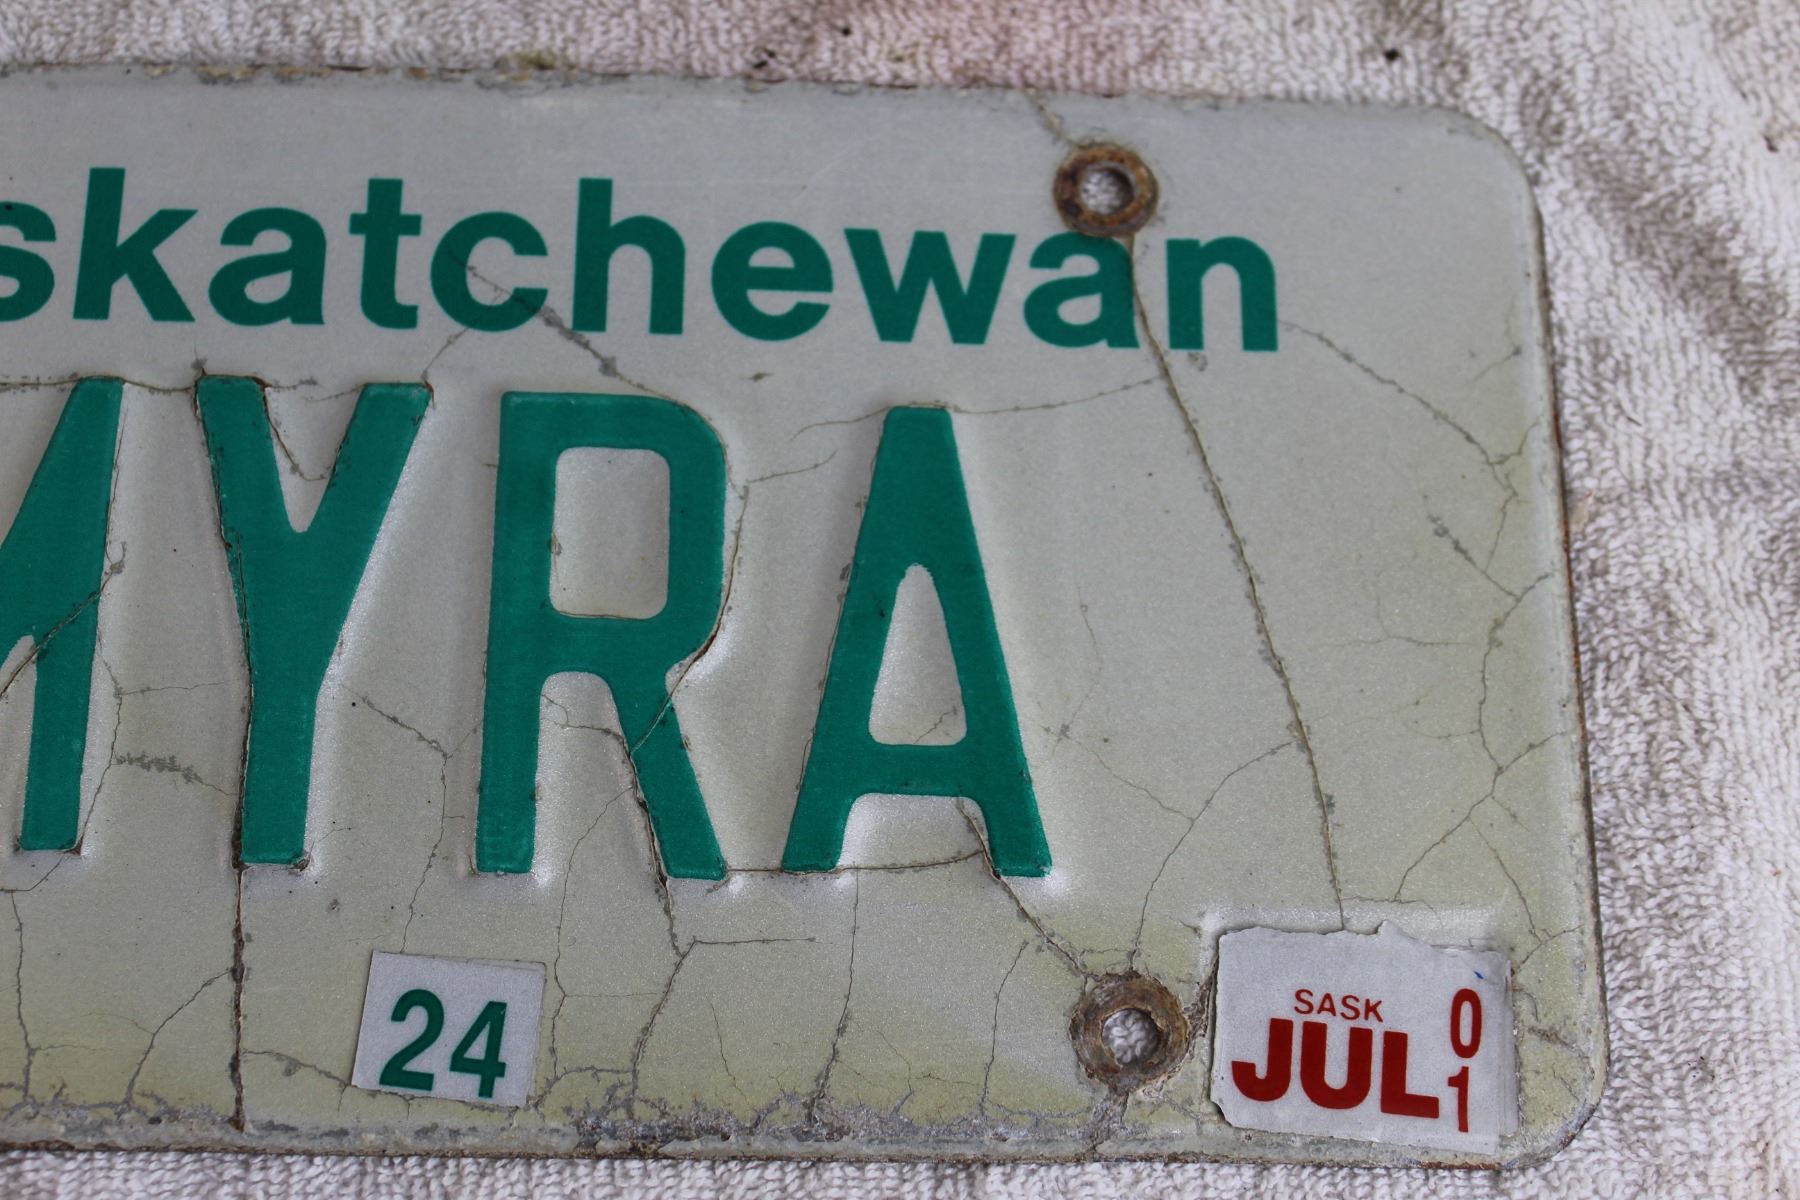 skatchewan
MYRA
24
SASK
JUL 01